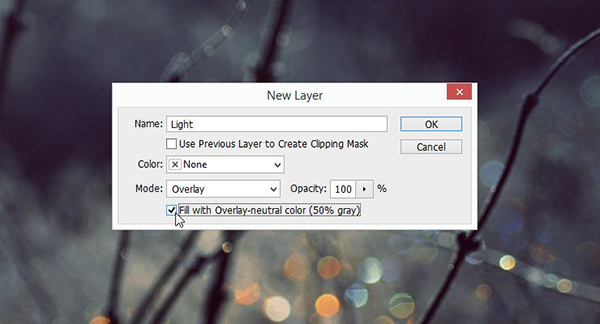 New Layer
Name: Light
OK
Use Previous Layer to Create Clipping Mask
Cancel
Color: None
Mode: Overlay Opacity: 100 %
Fill with Overlay-neutral color (50% gray)